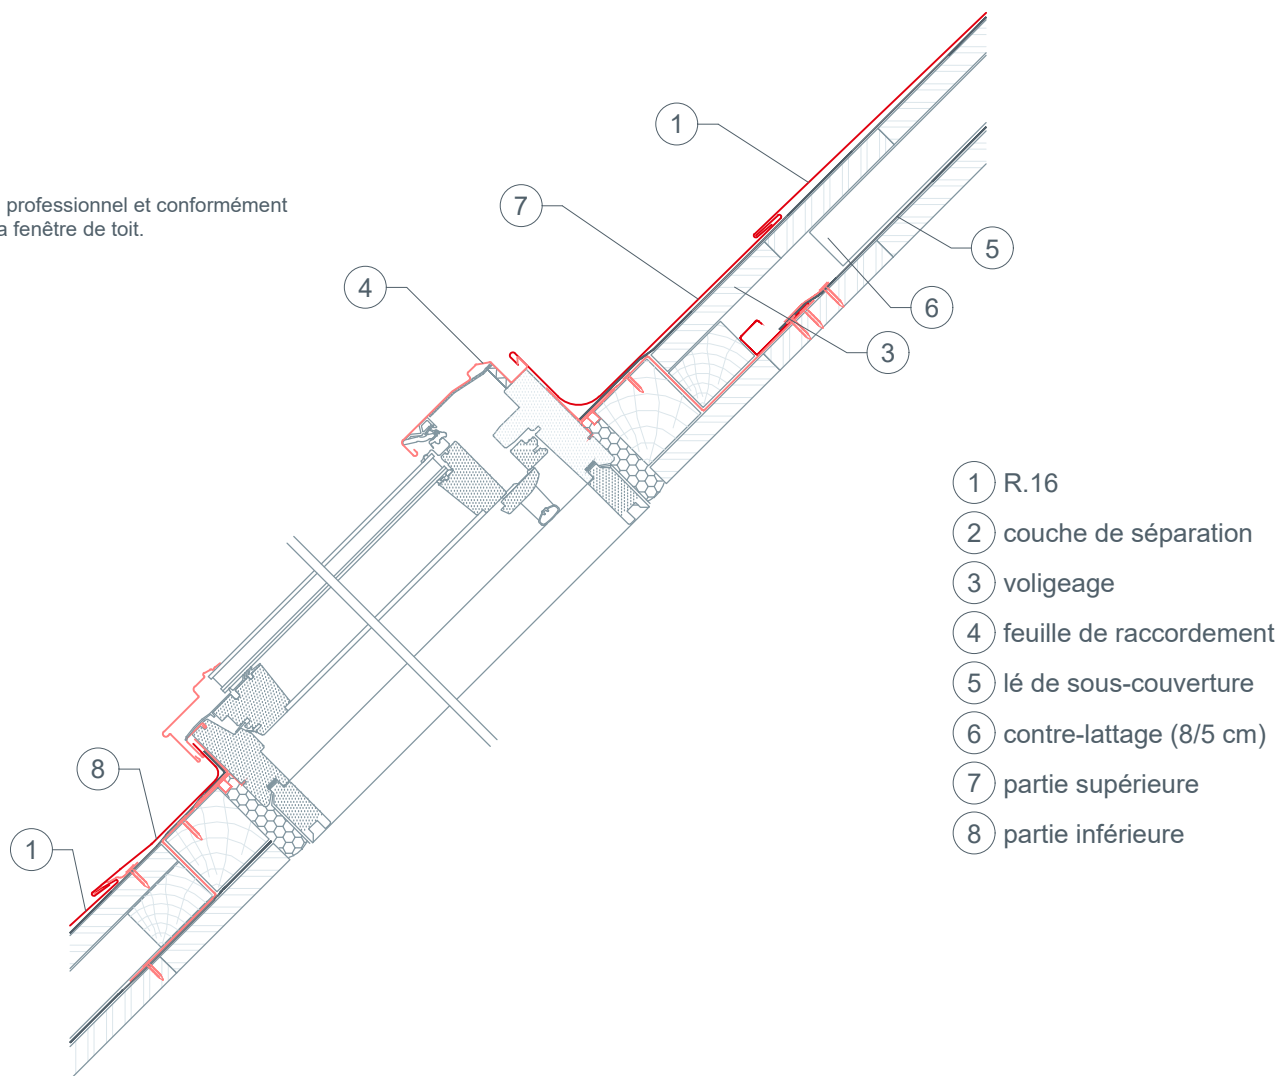 professionnel et conformément
a fenêtre de toit.
1
7
4
5
6
3
8
1
1 R.16
2 couche de séparation
3 voligeage
4 feuille de raccordement
5 lé de sous-couverture
6 contre-lattage (8/5 cm)
7 partie supérieure
8 partie inférieure